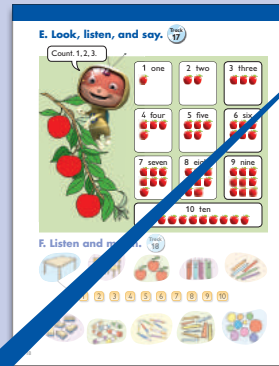 E. Look, listen, and say. Track 17
Count. 1, 2, 3.
1 one 2 two 3 three
4 four 5 five 6 six
7 seven 8 eight 9 nine
10 ten
F. Listen and Track 18
1 2 3 4 5 6 7 8 9 10